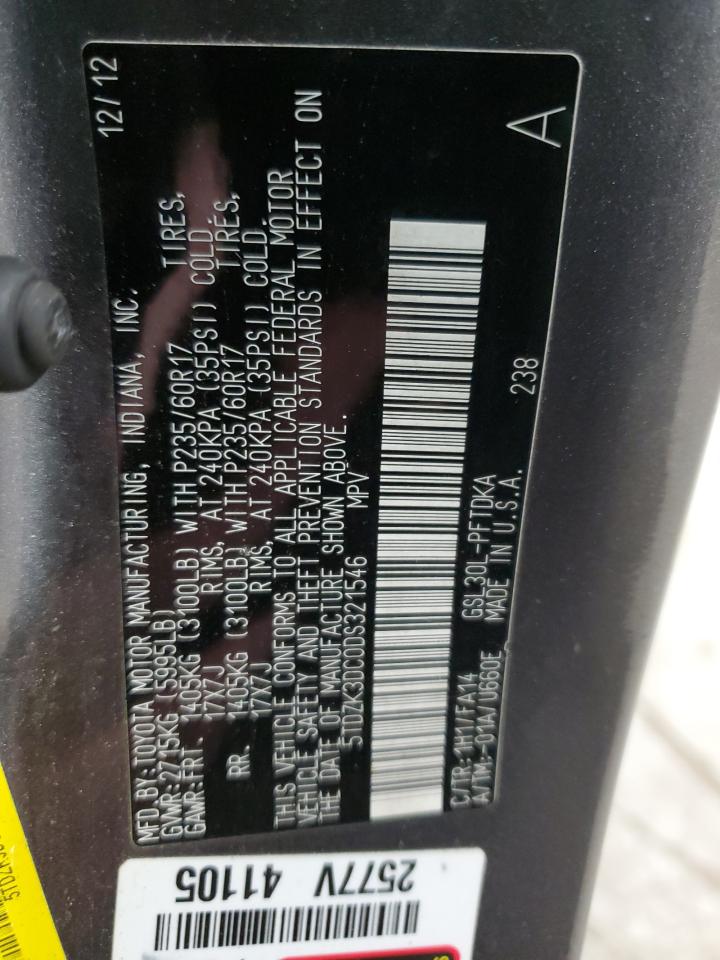 MFD BY:TOYOTA MOTOR MANUFACTURING, INDIANA, INC. 12/12
GVWR:2715KG (5995LB)
GAWR:FRT. 1405KG (3100LB) WITH P235/60R17 TIRES,
17X7J RIMS, AT 240KPA (35PSI) COLD.
RR. 1405KG (3100LB) WITH P235/60R17 TIRES,
17X7J RIMS, AT 240KPA (35PSI) COLD.
THIS VEHICLE CONFORMS TO ALL APPLICABLE FEDERAL MOTOR
VEHICLE SAFETY AND THEFT PREVENTION STANDARDS IN EFFECT ON
THE DATE OF MANUFACTURE SHOWN ABOVE.
5TDZK3DC0DS321546 MPV
C/TR:1H1/FA14 GSL30L-PFTDKA 238 A
A/TM:-01A/U660E MADE IN U.S.A.
2577V 41105